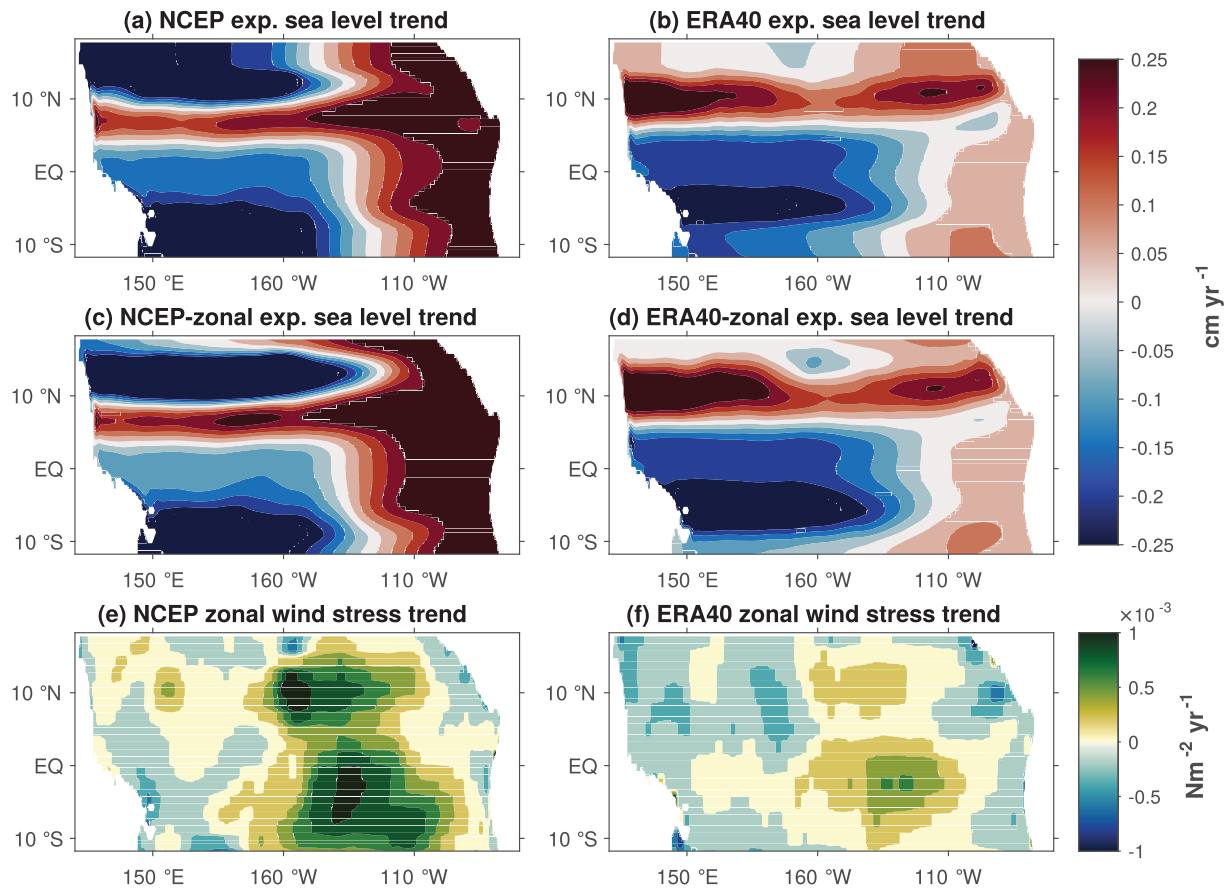 (a) NCEP exp. sea level trend
(b) ERA40 exp. sea level trend
10 °N
EQ
10 °S
150 °E
160 °W
110 °W
10 °N
EQ
10 °S
150 °E
160 °W
110 °W
(c) NCEP-zonal exp. sea level trend
(d) ERA40-zonal exp. sea level trend
10 °N
EQ
10 °S
150 °E
160 °W
110 °W
10 °N
EQ
10 °S
150 °E
160 °W
110 °W
0.25
0.2
0.15
0.1
0.05
0
-0.05
-0.1
-0.15
-0.2
-0.25
cm yr⁻¹
(e) NCEP zonal wind stress trend
(f) ERA40 zonal wind stress trend
10 °N
EQ
10 °S
150 °E
160 °W
110 °W
10 °N
EQ
10 °S
150 °E
160 °W
110 °W
×10⁻³
1
0.5
0
-0.5
-1
Nm⁻² yr⁻¹